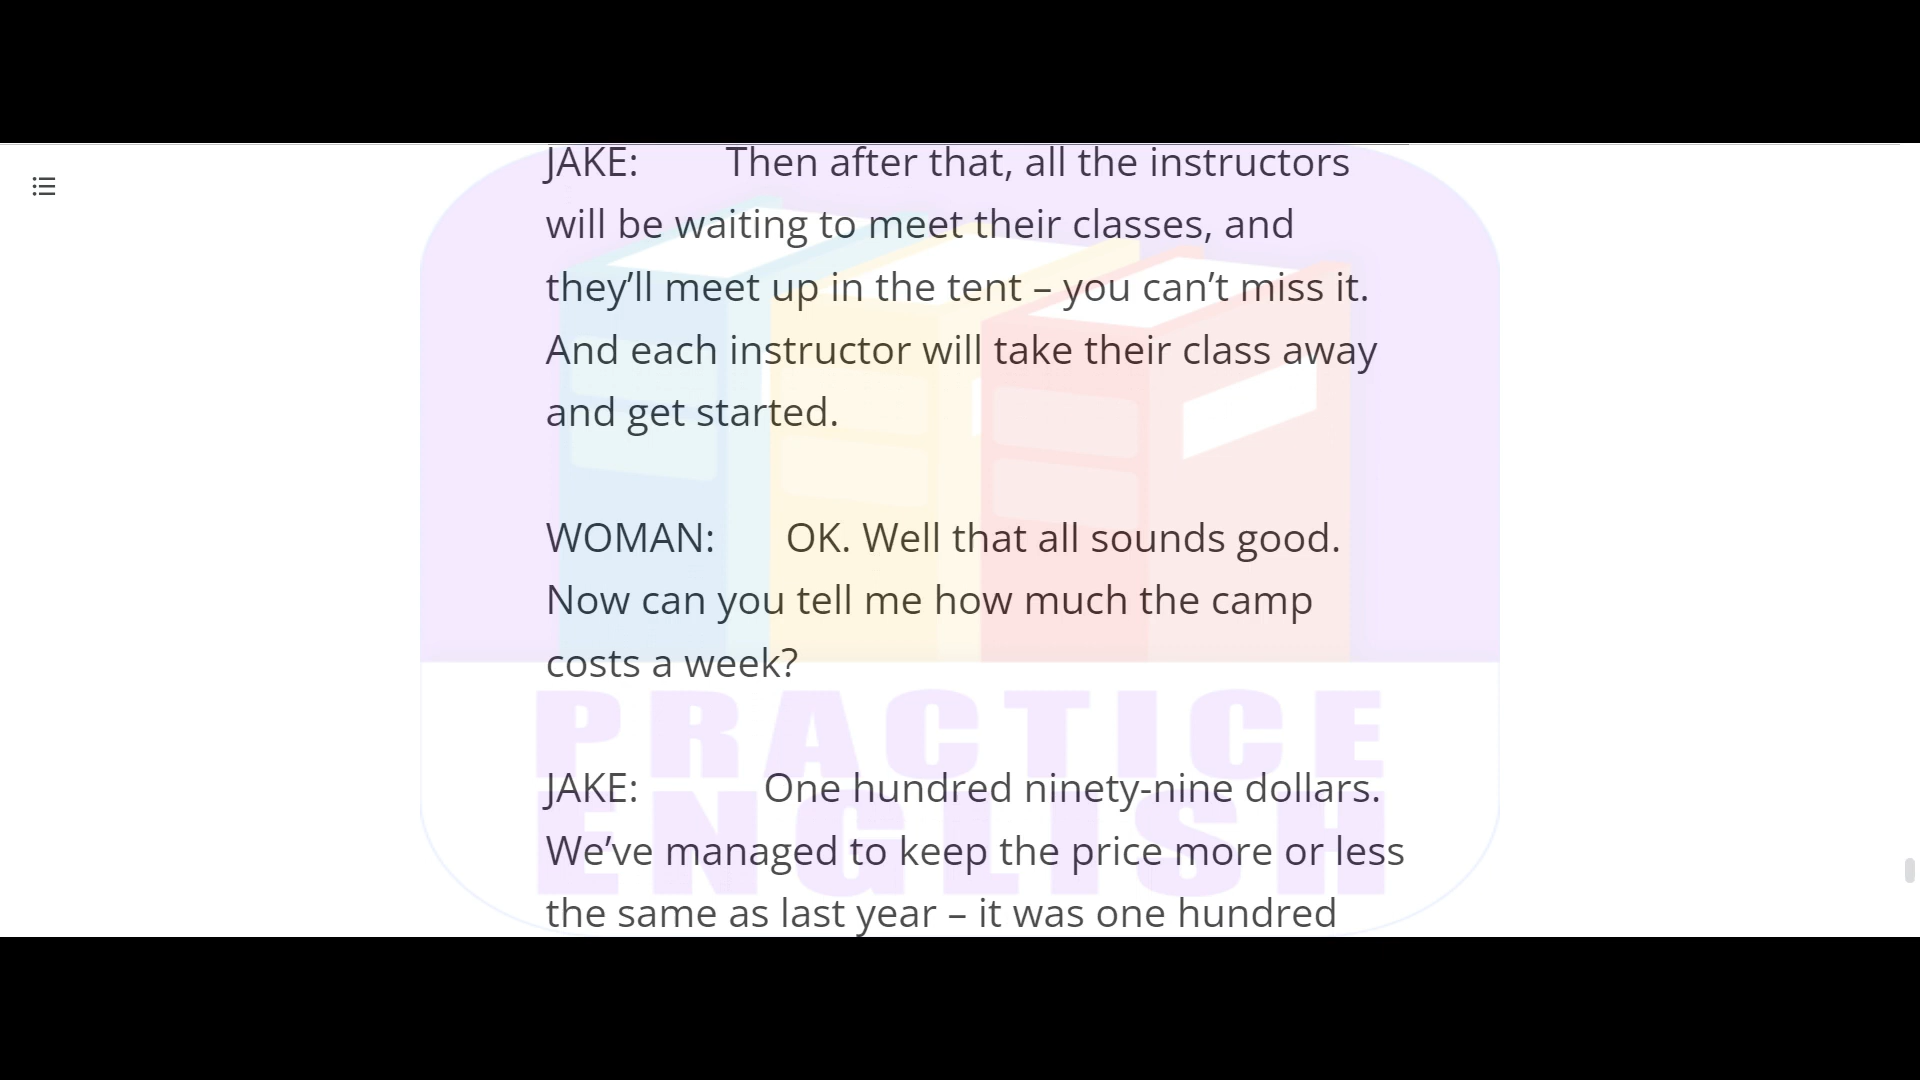 JAKE: Then after that, all the instructors
will be waiting to meet their classes, and
they’ll meet up in the tent – you can’t miss it.
And each instructor will take their class away
and get started.
WOMAN: OK. Well that all sounds good.
Now can you tell me how much the camp
costs a week?
JAKE: One hundred ninety-nine dollars.
We’ve managed to keep the price more or less
the same as last year – it was one hundred
PRACTICE
ENGLISH